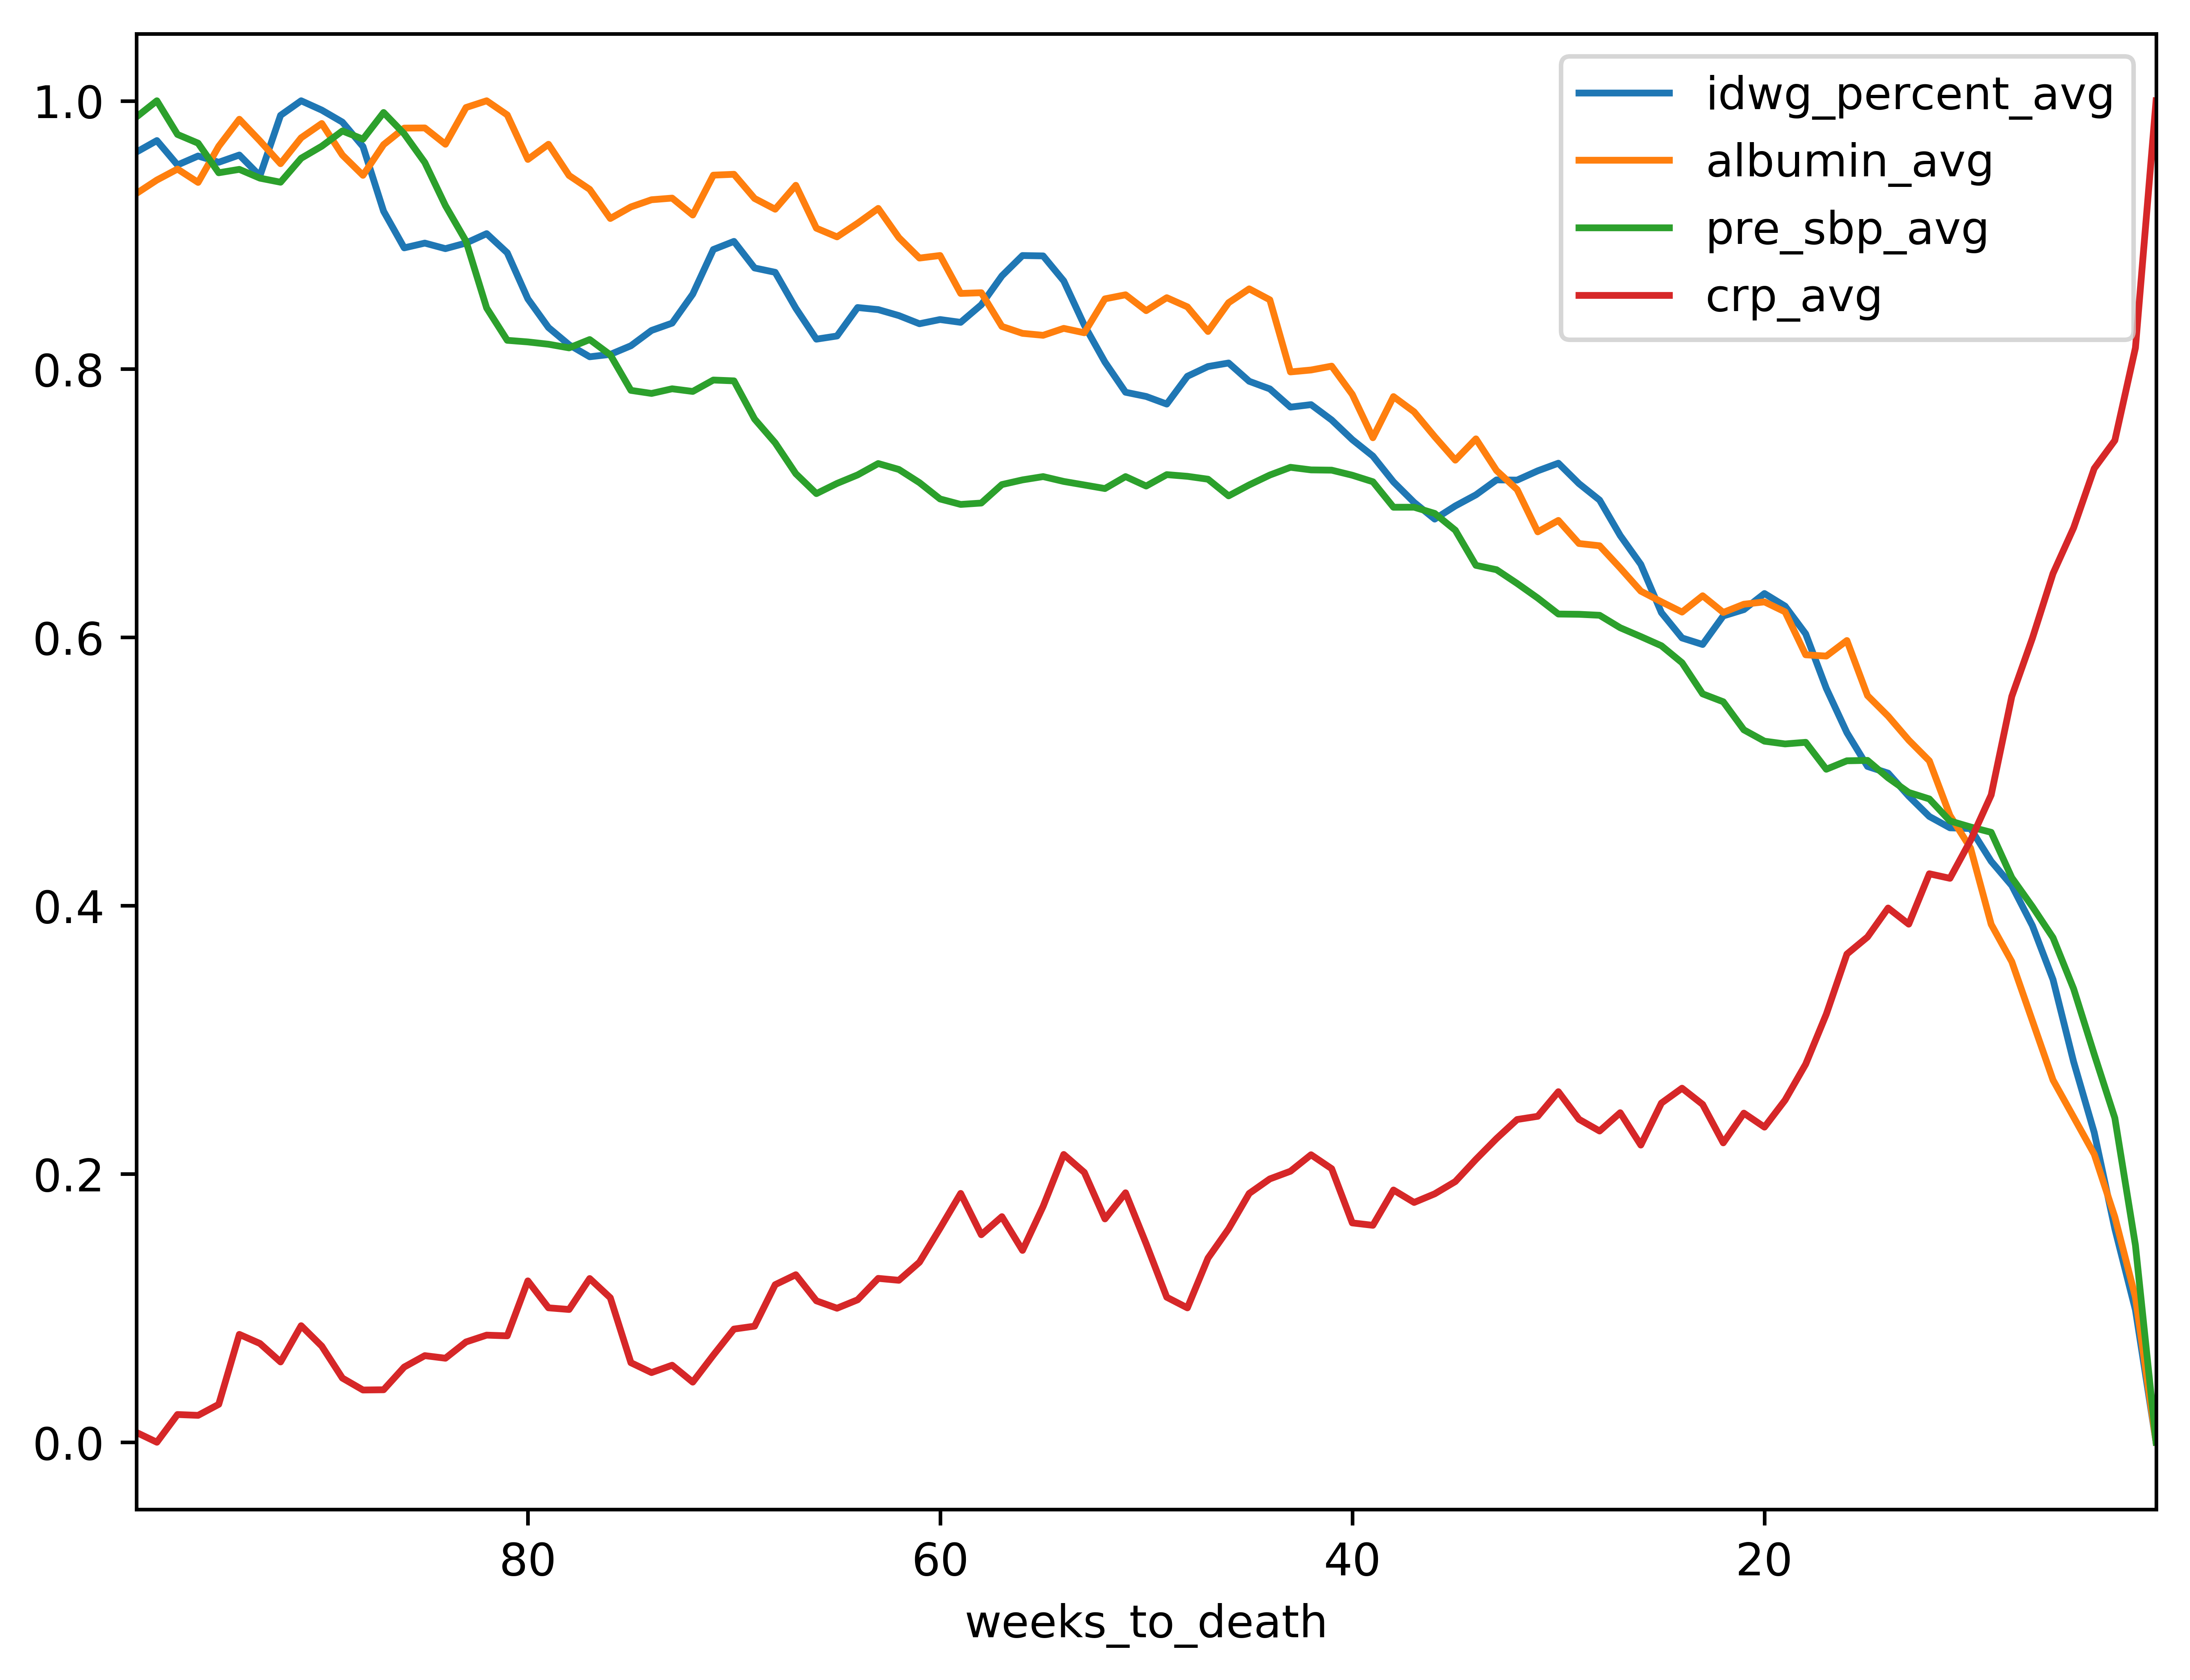 idwg_percent_avg
albumin_avg
pre_sbp_avg
crp_avg
1.0
0.8
0.6
0.4
0.2
0.0
80 60 40 20
weeks_to_death